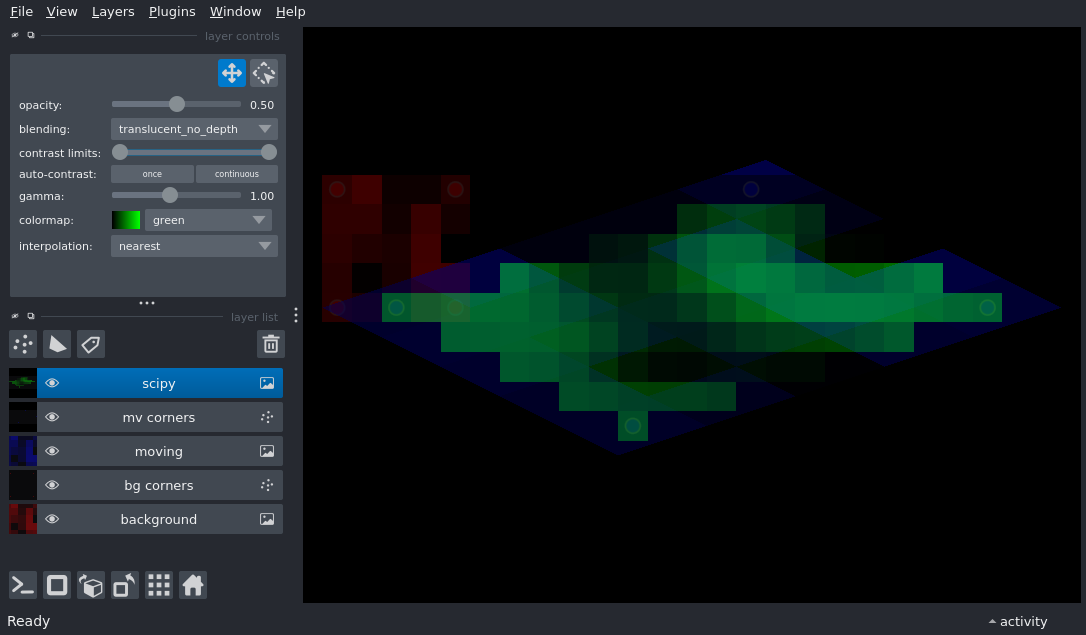 File View Layers Plugins Window Help
layer controls
opacity: 0.50
blending: translucent_no_depth
contrast limits:
auto-contrast: once continuous
gamma: 1.00
colormap: green
interpolation: nearest
layer list
scipy
mv corners
moving
bg corners
background
Ready activity